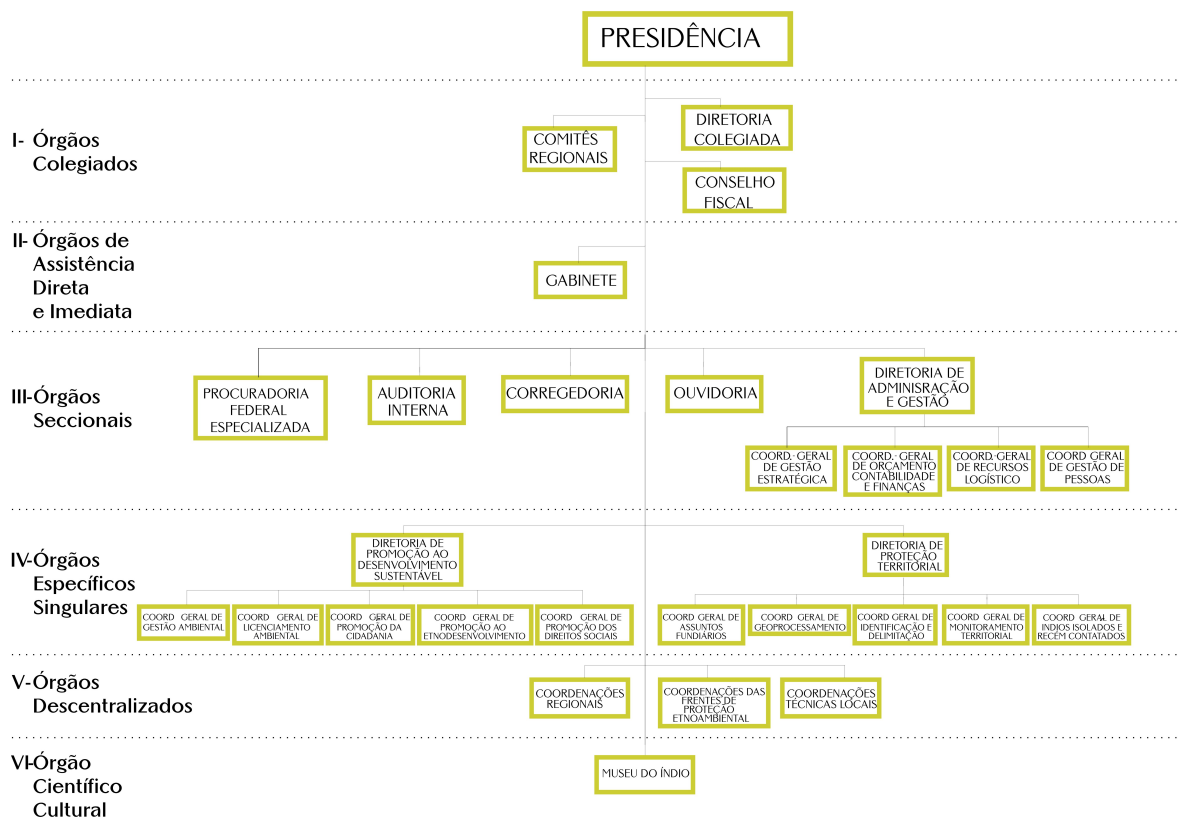 PRESIDÊNCIA
I- Órgãos
Colegiados
COMITÊS
REGIONAIS
DIRETORIA
COLEGIADA
CONSELHO
FISCAL
II- Órgãos de
Assistência
Direta
e Imediata
GABINETE
III-Órgãos
Seccionais
PROCURADORIA
FEDERAL
ESPECIALIZADA
AUDITORIA
INTERNA
CORREGEDORIA
OUVIDORIA
DIRETORIA DE
ADMINISRAÇÃO
E GESTÃO
COORD.- GERAL
DE GESTÃO
ESTRATÉGICA
COORD.- GERAL
DE ORÇAMENTO
CONTABILIDADE
E FINANÇAS
COORD.-GERAL
DE RECURSOS
LOGÍSTICO
COORD GERAL
DE GESTÃO DE
PESSOAS
IV-Órgãos
Específicos
Singulares
DIRETORIA DE
PROMOÇÃO AO
DESENVOLVIMENTO
SUSTENTÁVEL
DIRETORIA DE
PROTEÇÃO
TERRITORIAL
COORD GERAL DE
GESTÃO AMBIENTAL
COORD GERAL DE
LICENCIAMENTO
AMBIENTAL
COORD GERAL DE
PROMOÇÃO DA
CIDADANIA
COORD GERAL DE
PROMOÇÃO AO
ETNODESENVOLVIMENTO
COORD GERAL DE
PROMOÇÃO DOS
DIREITOS SOCIAIS
COORD GERAL DE
ASSUNTOS
FUNDIÁRIOS
COORD GERAL DE
GEOPROCESSAMENTO
COORD GERAL DE
IDENTIFICAÇÃO E
DELIMITAÇÃO
COORD GERAL DE
MONITORAMENTO
TERRITORIAL
COORD GERAL DE
INDIOS ISOLADOS E
RECÉM CONTATADOS
V-Órgãos
Descentralizados
COORDENAÇÕES
REGIONAIS
COORDENAÇÕES DAS
FRENTES DE
PROTEÇÃO
ETNOAMBIENTAL
COORDENAÇÕES
TÉCNICAS LOCAIS
VI-Órgão
Científico
Cultural
MUSEU DO ÍNDIO